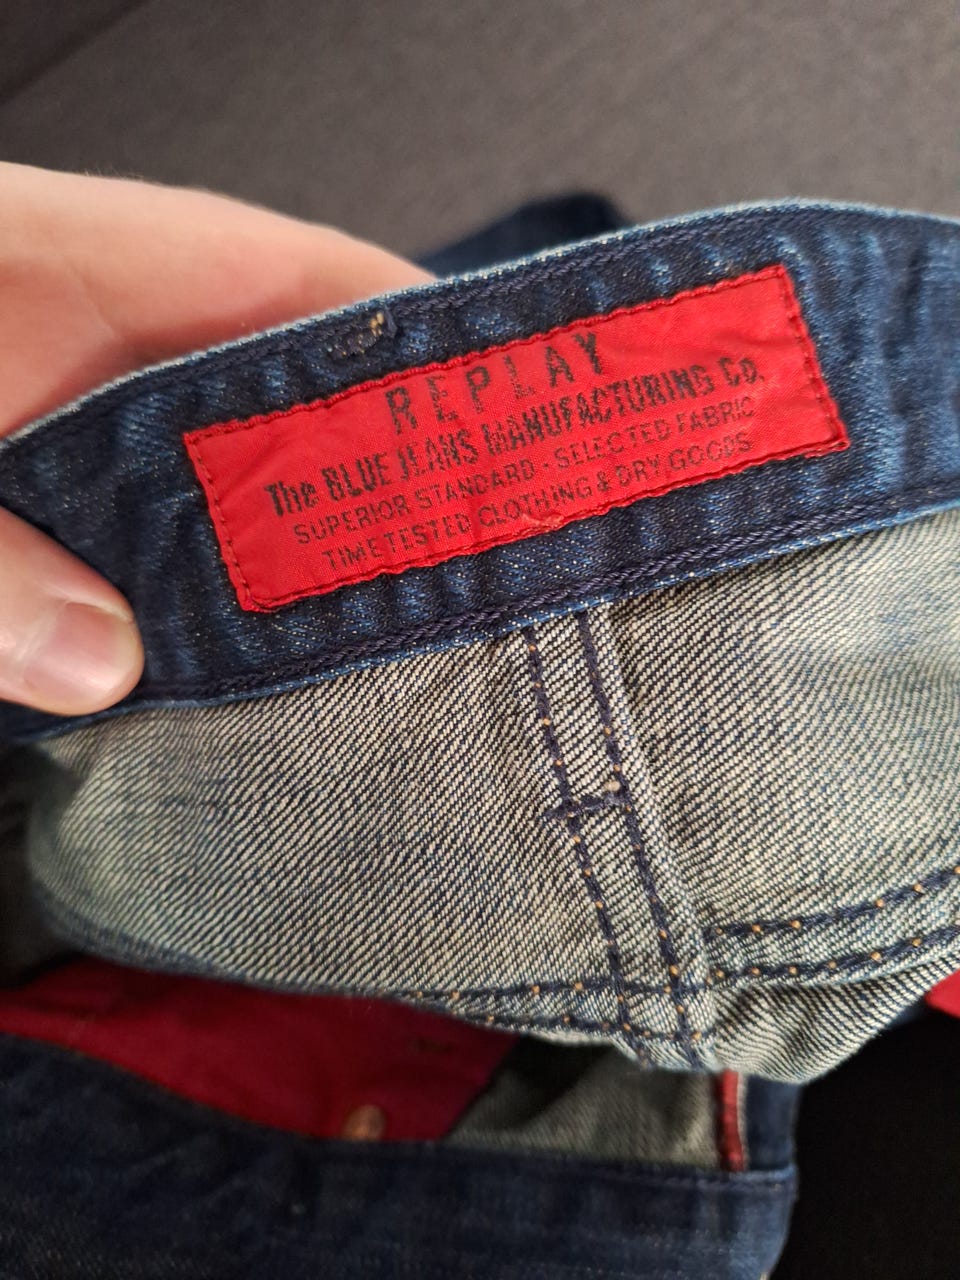 REPLAY
The BLUE JEANS MANUFACTURING Co.
SUPERIOR STANDARD - SELECTED FABRIC
TIME TESTED CLOTHING & DRY GOODS